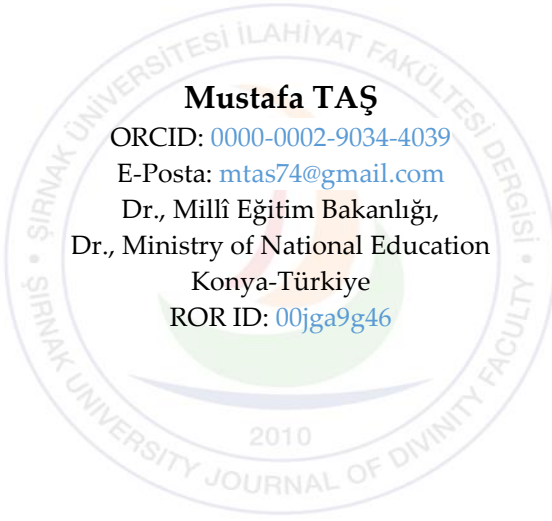 Mustafa TAŞ
ORCID: 0000-0002-9034-4039
E-Posta: mtas74@gmail.com
Dr., Millî Eğitim Bakanlığı,
Dr., Ministry of National Education
Konya-Türkiye
ROR ID: 00jga9g46
ŞIRNAK ÜNİVERSİTESİ İLAHİYAT FAKÜLTESİ DERGİSİ
2010
ŞIRNAK UNIVERSITY JOURNAL OF DIVINITY FACULTY